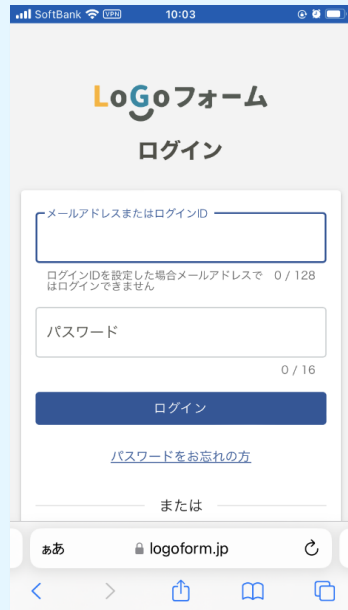 SoftBank VPN 10:03
LoGoフォーム
ログイン
メールアドレスまたはログインID
ログインIDを設定した場合メールアドレスで 0 / 128
はログインできません
パスワード
0 / 16
ログイン
パスワードをお忘れの方
または
ぁあ logoform.jp